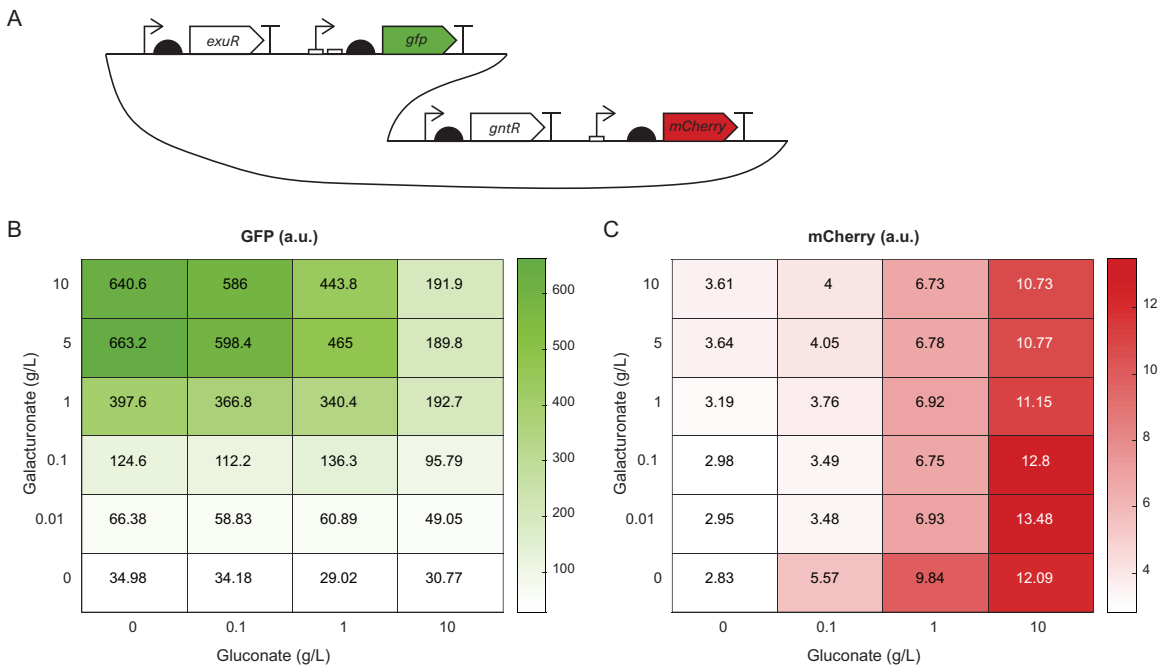 A
exuR
gfp
gntR
mCherry
B
GFP (a.u.)
Galacturonate (g/L)
10 640.6 586 443.8 191.9
5 663.2 598.4 465 189.8
1 397.6 366.8 340.4 192.7
0.1 124.6 112.2 136.3 95.79
0.01 66.38 58.83 60.89 49.05
0 34.98 34.18 29.02 30.77
0 0.1 1 10
Gluconate (g/L)
600
500
400
300
200
100
C
mCherry (a.u.)
Galacturonate (g/L)
10 3.61 4 6.73 10.73
5 3.64 4.05 6.78 10.77
1 3.19 3.76 6.92 11.15
0.1 2.98 3.49 6.75 12.8
0.01 2.95 3.48 6.93 13.48
0 2.83 5.57 9.84 12.09
0 0.1 1 10
Gluconate (g/L)
12
10
8
6
4